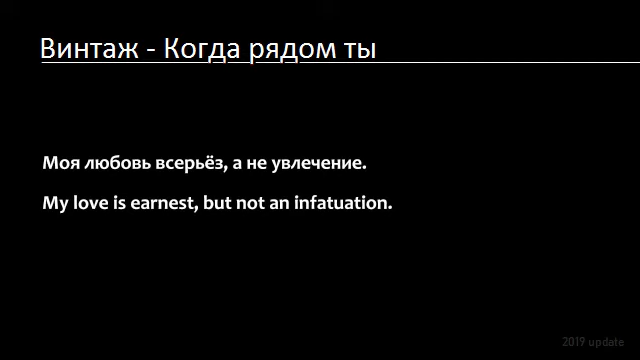 Винтаж - Когда рядом ты
Моя любовь всерьёз, а не увлечение.
My love is earnest, but not an infatuation.
2019 update